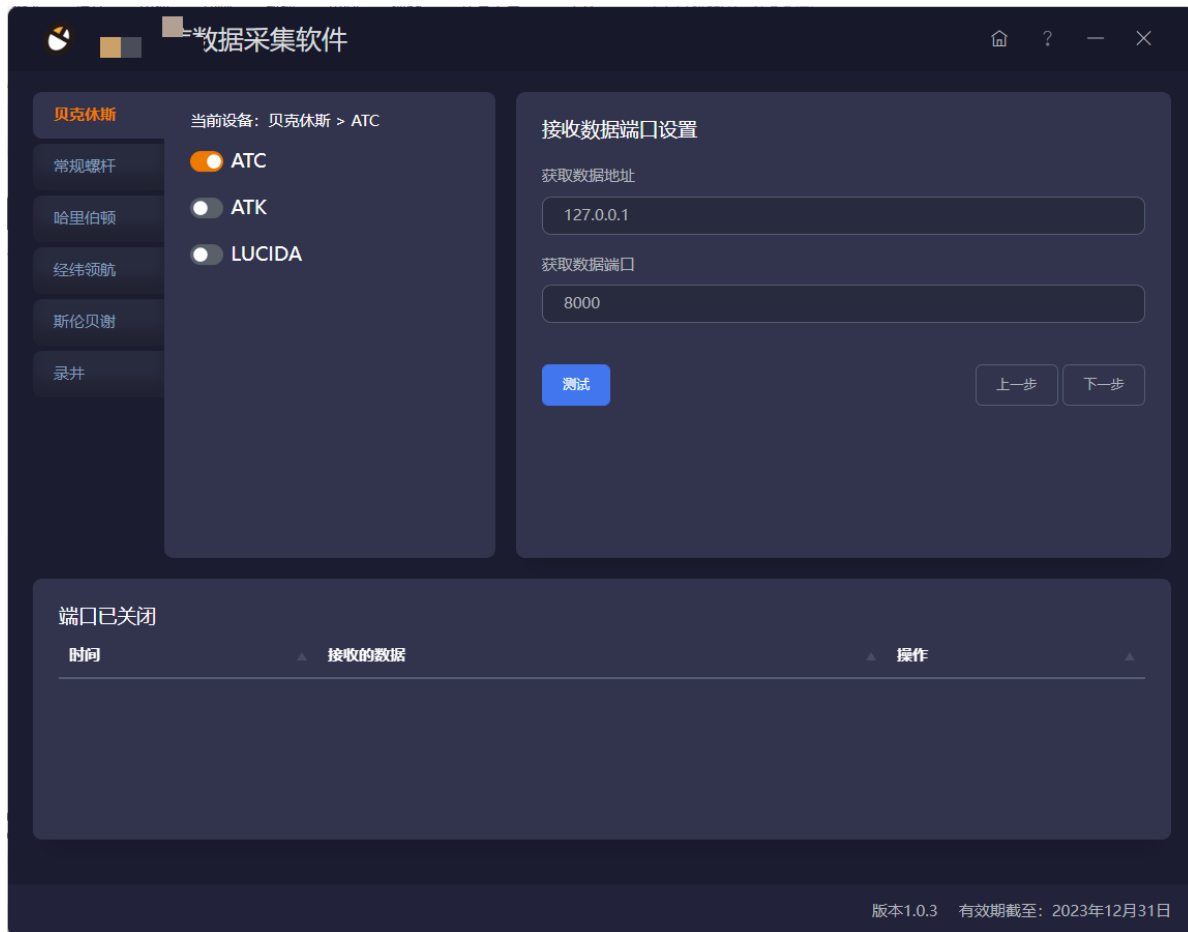 数据采集软件
?
贝克休斯
常规螺杆
哈里伯顿
经纬领航
斯伦贝谢
录井
当前设备：贝克休斯 > ATC
ATC
ATK
LUCIDA
接收数据端口设置
获取数据地址
127.0.0.1
获取数据端口
8000
测试
上一步
下一步
端口已关闭
时间
接收的数据
操作
版本1.0.3
有效期截至：2023年12月31日